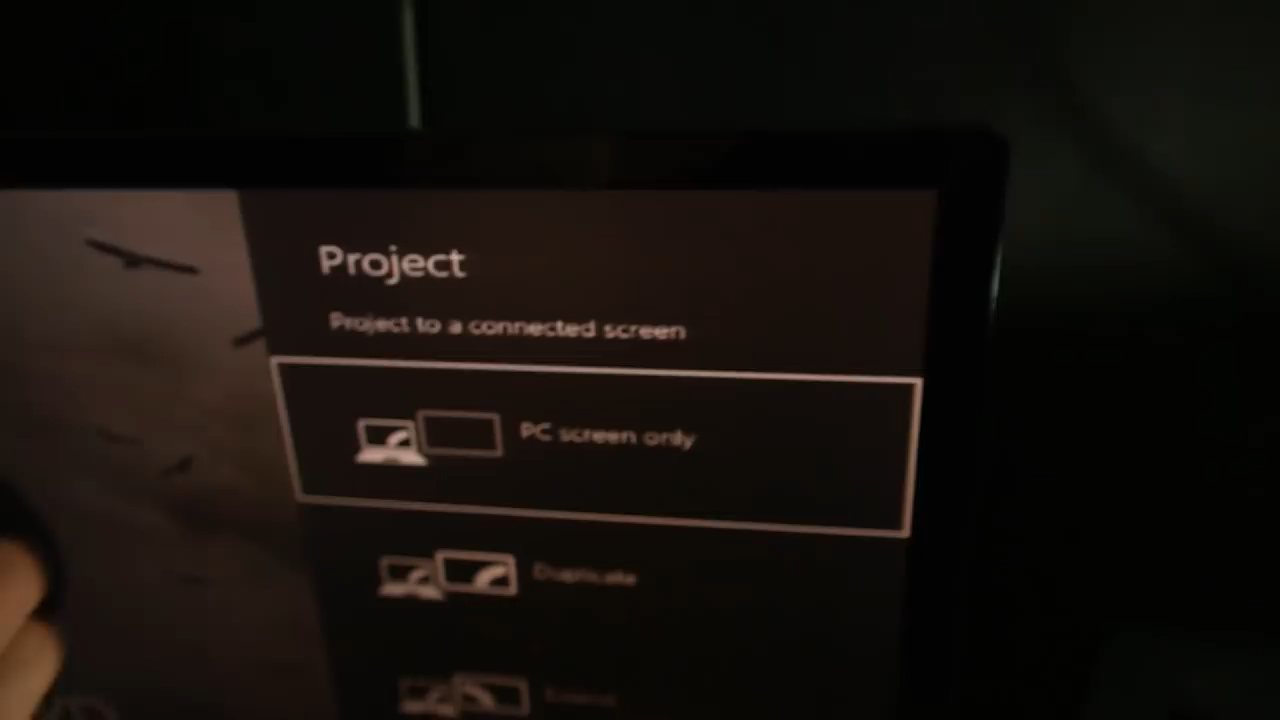 Project
Project to a connected screen
PC screen only
Duplicate